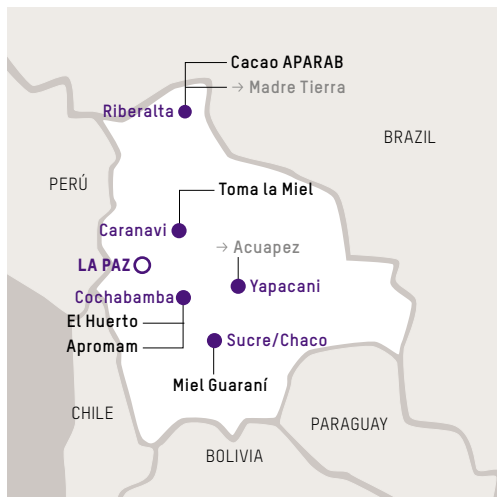 Cacao APARAB
→ Madre Tierra
Riberalta
BRAZIL
PERÚ
Toma la Miel
Caranavi
→ Acuapez
LA PAZ
Yapacani
Cochabamba
El Huerto
Sucre/Chaco
Apromam
Miel Guaraní
CHILE
PARAGUAY
BOLIVIA